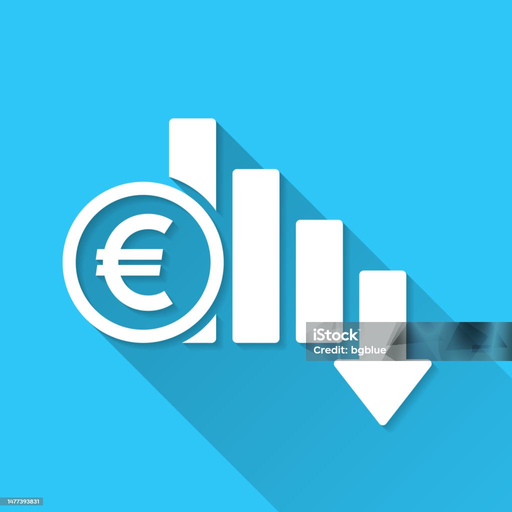 €
iStock
Credit: bgblue
1477393831